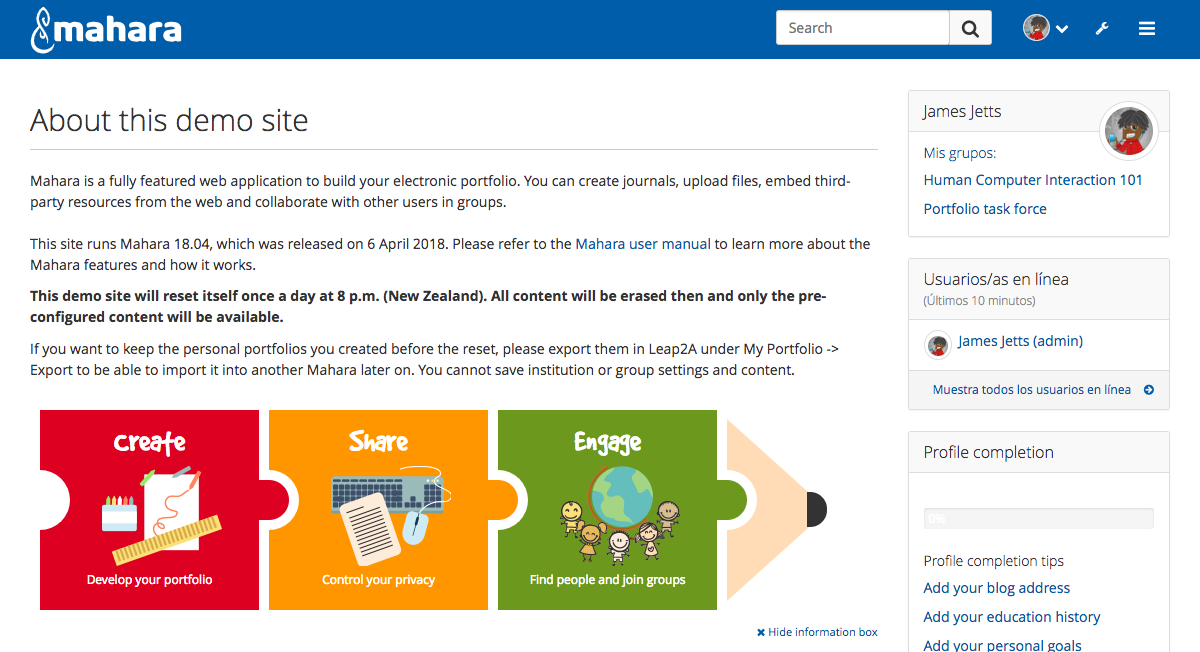 mahara
Search
About this demo site
Mahara is a fully featured web application to build your electronic portfolio. You can create journals, upload files, embed third-
party resources from the web and collaborate with other users in groups.
This site runs Mahara 18.04, which was released on 6 April 2018. Please refer to the Mahara user manual to learn more about the
Mahara features and how it works.
This demo site will reset itself once a day at 8 p.m. (New Zealand). All content will be erased then and only the pre-
configured content will be available.
If you want to keep the personal portfolios you created before the reset, please export them in Leap2A under My Portfolio ->
Export to be able to import it into another Mahara later on. You cannot save institution or group settings and content.
Create
Develop your portfolio
Share
Control your privacy
Engage
Find people and join groups
Hide information box
James Jetts
Mis grupos:
Human Computer Interaction 101
Portfolio task force
Usuarios/as en línea
(Últimos 10 minutos)
James Jetts (admin)
Muestra todos los usuarios en línea
Profile completion
0%
Profile completion tips
Add your blog address
Add your education history
Add your personal goals